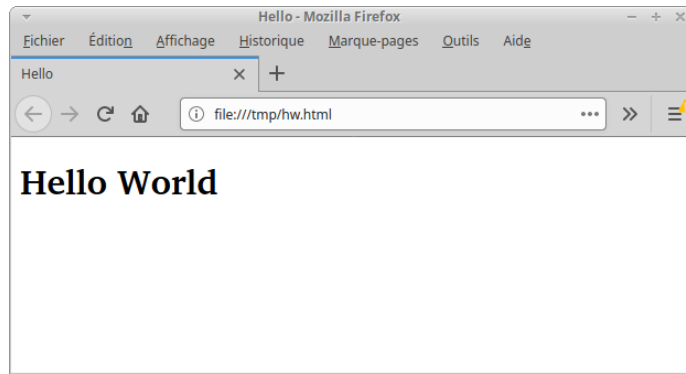 Hello - Mozilla Firefox
Fichier Édition Affichage Historique Marque-pages Outils Aide
Hello
file:///tmp/hw.html
Hello World